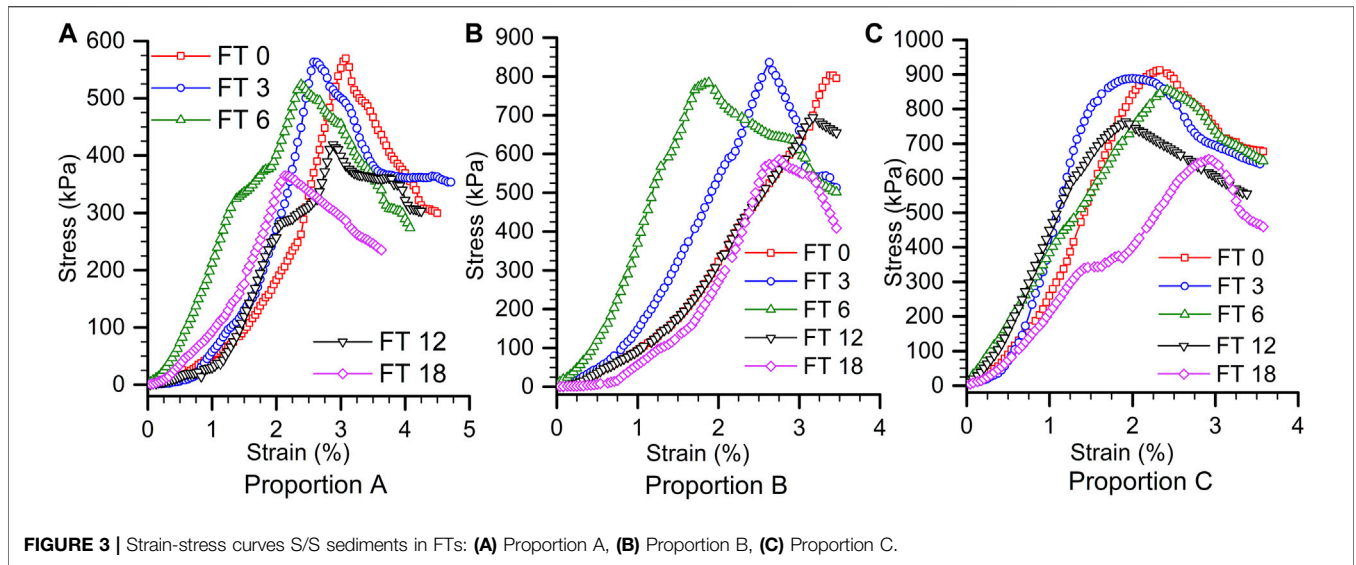 A
600
500
400
300
200
100
0
Stress (kPa)
FT 0
FT 3
FT 6
FT 12
FT 18
0 1 2 3 4 5
Strain (%)
Proportion A
B
900
800
700
600
500
400
300
200
100
0
Stress (kPa)
FT 0
FT 3
FT 6
FT 12
FT 18
0 1 2 3 4
Strain (%)
Proportion B
C
1000
900
800
700
600
500
400
300
200
100
0
Stress (kPa)
FT 0
FT 3
FT 6
FT 12
FT 18
0 1 2 3 4
Strain (%)
Proportion C
FIGURE 3 | Strain-stress curves S/S sediments in FTs: (A) Proportion A, (B) Proportion B, (C) Proportion C.